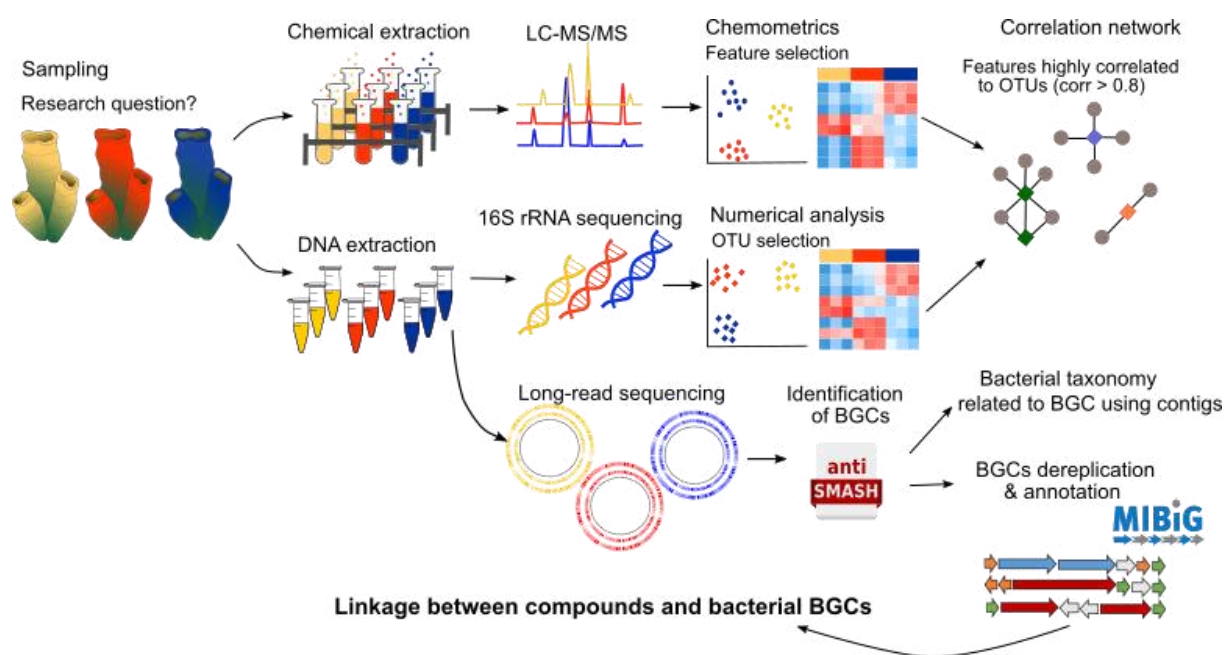 Sampling
Research question?
Chemical extraction
LC-MS/MS
Chemometrics
Feature selection
Correlation network
Features highly correlated
to OTUs (corr > 0.8)
DNA extraction
16S rRNA sequencing
Numerical analysis
OTU selection
Long-read sequencing
Identification
of BGCs
anti
SMASH
Bacterial taxonomy
related to BGC using contigs
BGCs dereplication
& annotation
MIBiG
Linkage between compounds and bacterial BGCs